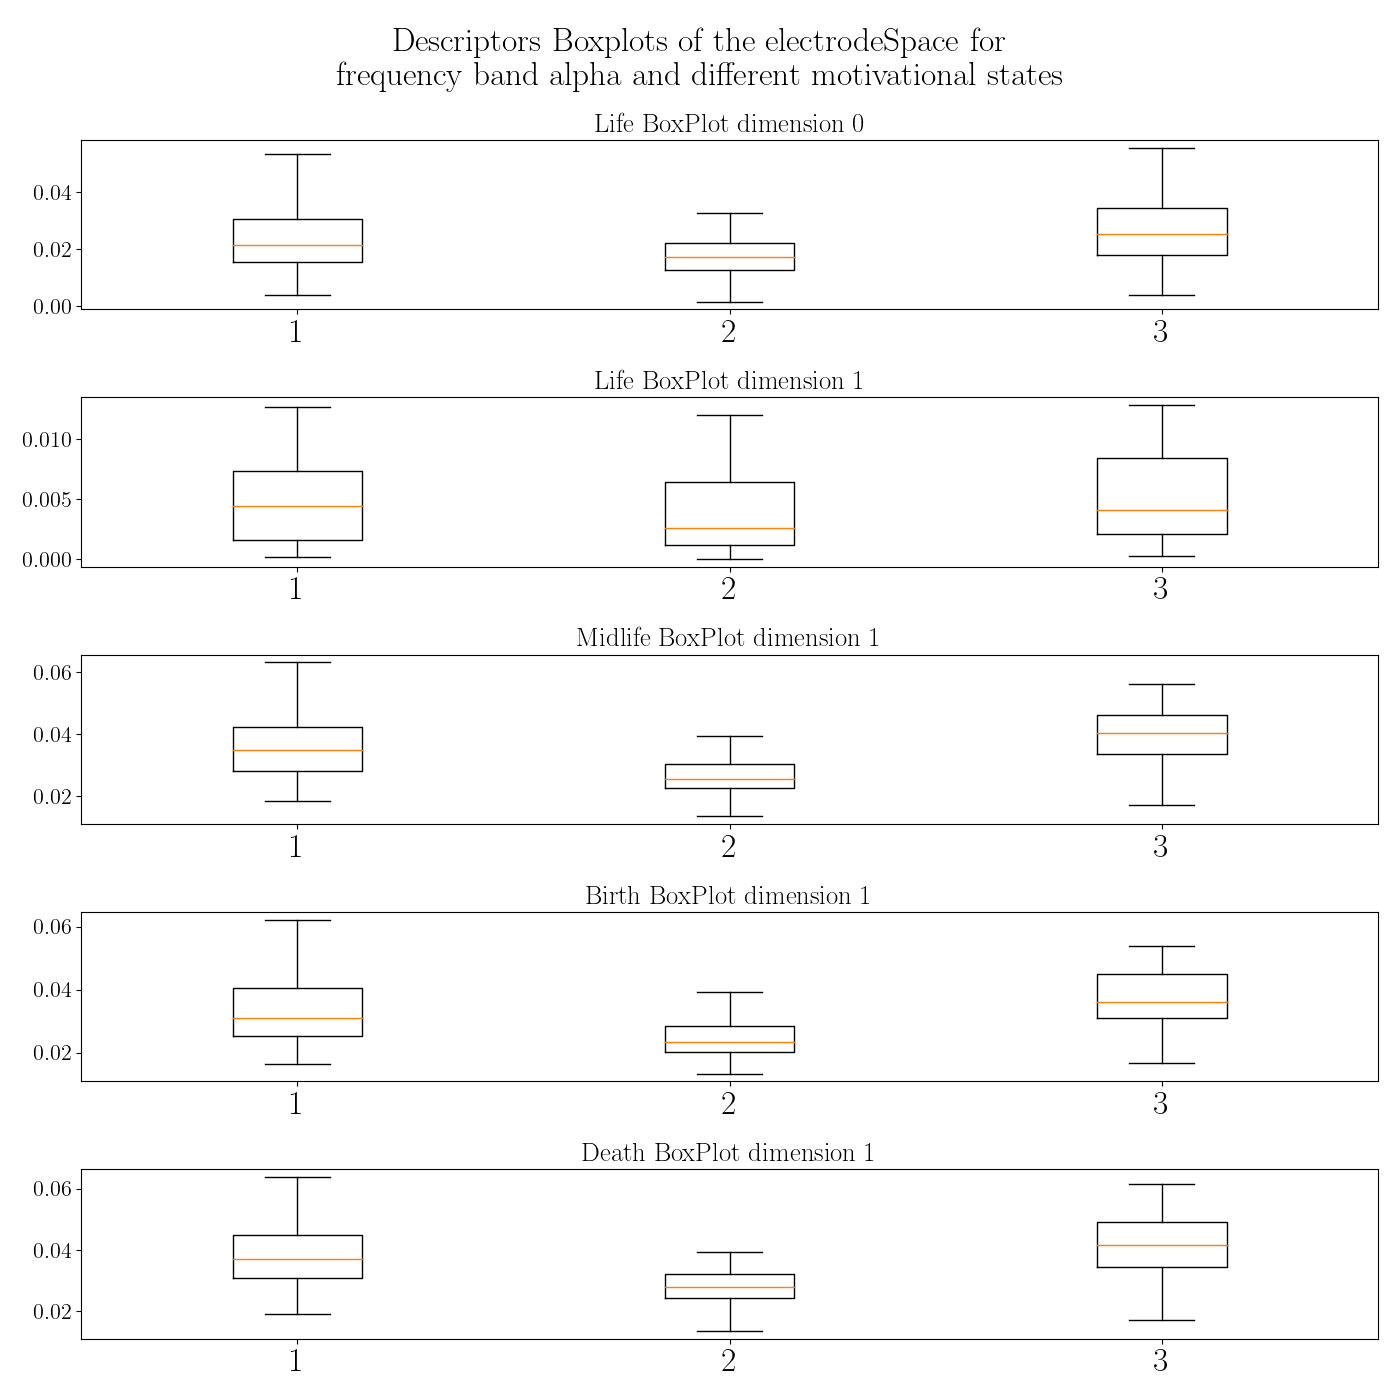 Descriptors Boxplots of the electrodeSpace for
frequency band alpha and different motivational states
Life BoxPlot dimension 0
0.04
0.02
0.00
1 2 3
Life BoxPlot dimension 1
0.010
0.005
0.000
1 2 3
Midlife BoxPlot dimension 1
0.06
0.04
0.02
1 2 3
Birth BoxPlot dimension 1
0.06
0.04
0.02
1 2 3
Death BoxPlot dimension 1
0.06
0.04
0.02
1 2 3